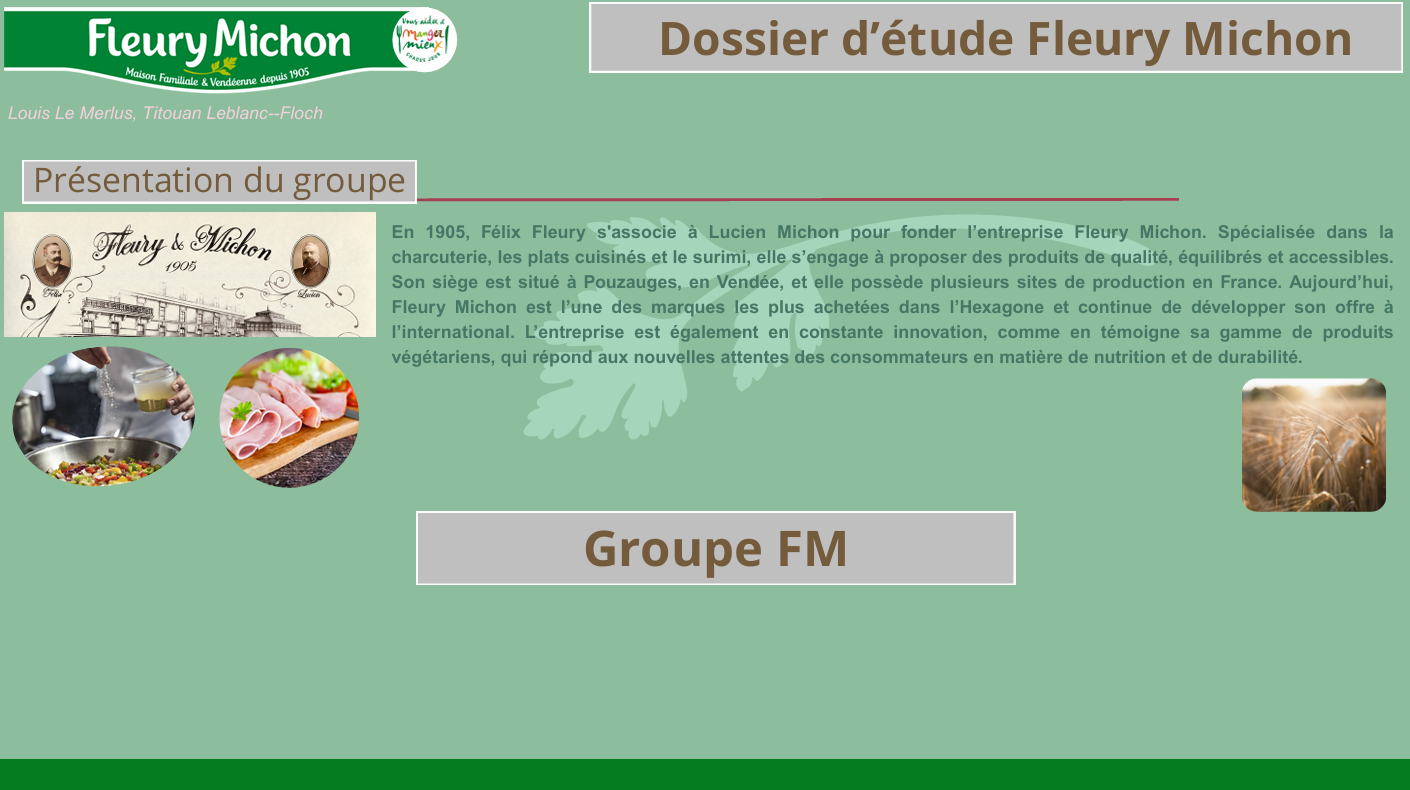 Fleury Michon
Maison Familiale & Vendéenne depuis 1905
Vous aider à
manger
mieux
CHAQUE JOUR
Dossier d’étude Fleury Michon
Louis Le Merlus, Titouan Leblanc--Floch
Présentation du groupe
Fleury & Michon
1905
Félix
Lucien
En 1905, Félix Fleury s'associe à Lucien Michon pour fonder l’entreprise Fleury Michon. Spécialisée dans la
charcuterie, les plats cuisinés et le surimi, elle s’engage à proposer des produits de qualité, équilibrés et accessibles.
Son siège est situé à Pouzauges, en Vendée, et elle possède plusieurs sites de production en France. Aujourd’hui,
Fleury Michon est l’une des marques les plus achetées dans l’Hexagone et continue de développer son offre à
l’international. L’entreprise est également en constante innovation, comme en témoigne sa gamme de produits
végétariens, qui répond aux nouvelles attentes des consommateurs en matière de nutrition et de durabilité.
Groupe FM